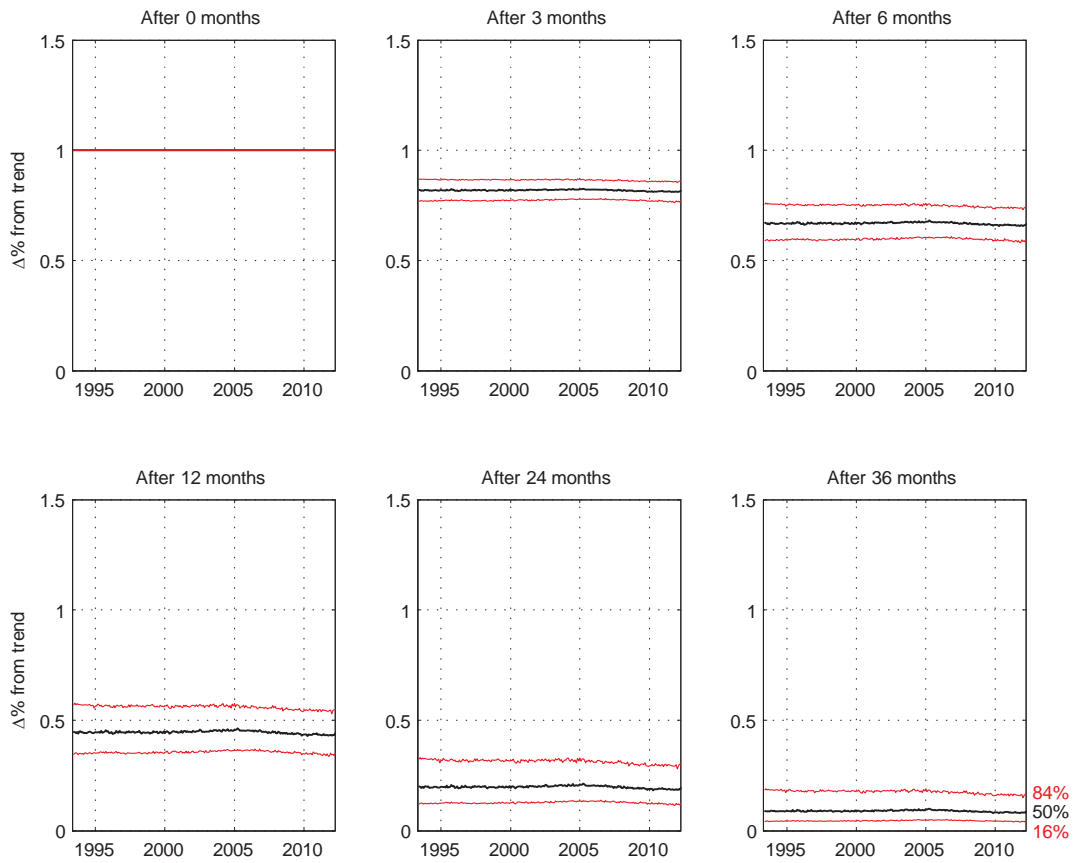 After 0 months
After 3 months
After 6 months
1.5
1
0.5
0
Δ% from trend
1995 2000 2005 2010
1.5
1
0.5
0
1995 2000 2005 2010
1.5
1
0.5
0
1995 2000 2005 2010
After 12 months
After 24 months
After 36 months
1.5
1
0.5
0
Δ% from trend
1995 2000 2005 2010
1.5
1
0.5
0
1995 2000 2005 2010
1.5
1
0.5
0
1995 2000 2005 2010
84%
50%
16%